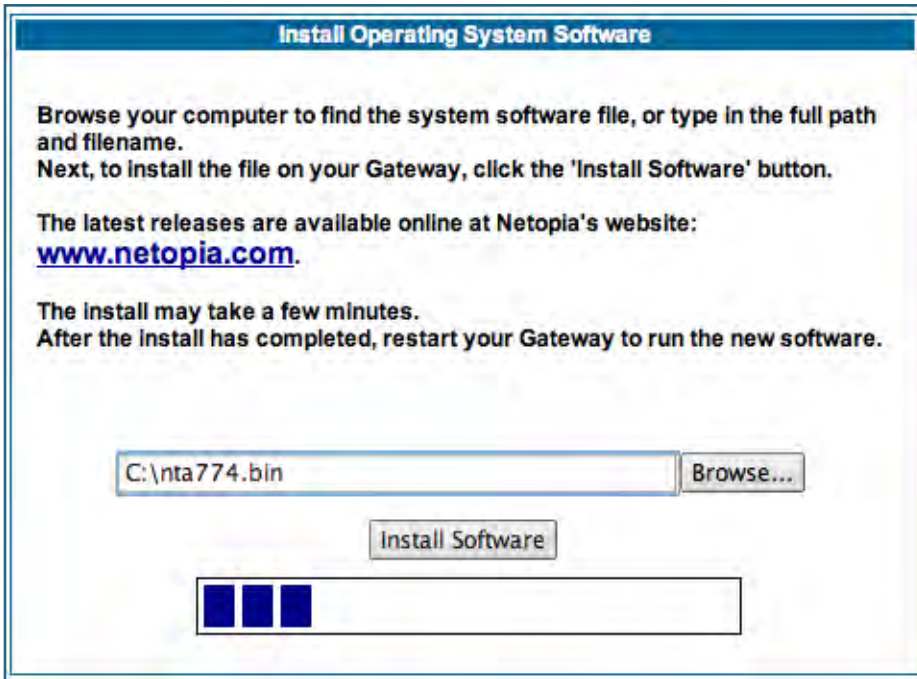 Install Operating System Software
Browse your computer to find the system software file, or type in the full path
and filename.
Next, to install the file on your Gateway, click the 'Install Software' button.
The latest releases are available online at Netopia's website:
www.netopia.com.
The install may take a few minutes.
After the install has completed, restart your Gateway to run the new software.
C:\nta774.bin
Browse...
Install Software